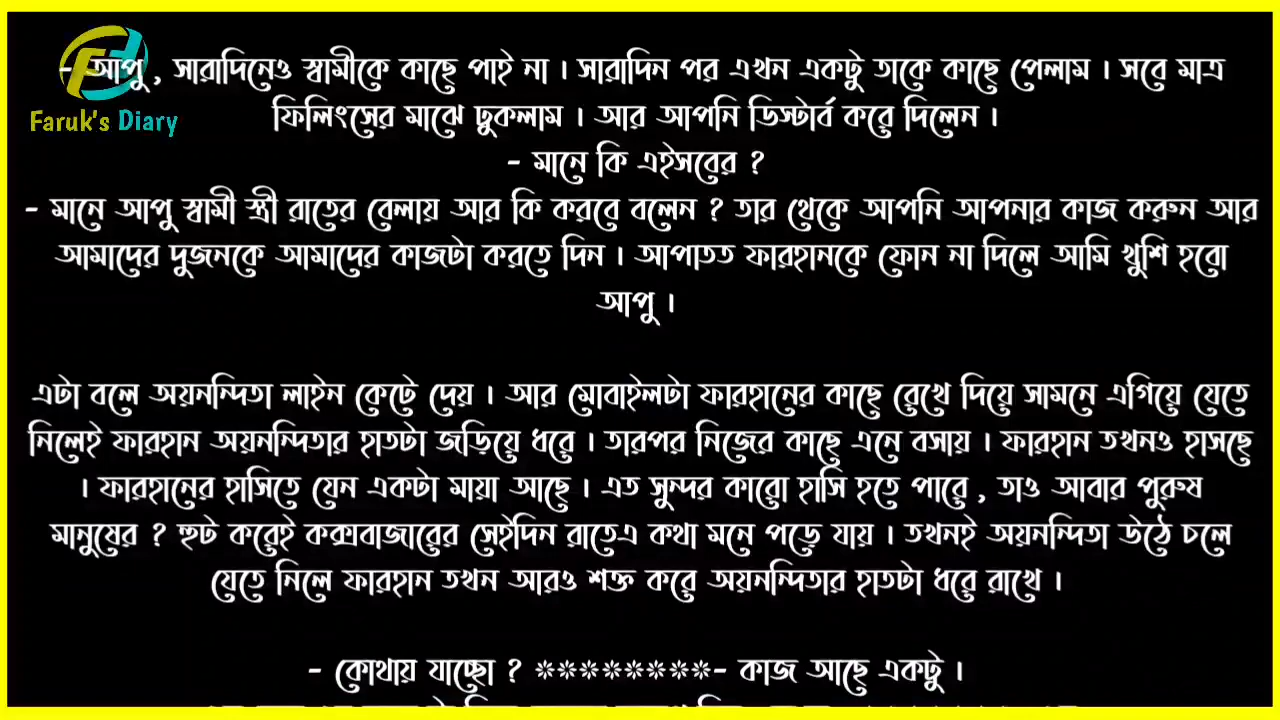 - আপু , সারাদিনেও স্বামীকে কাছে পাই না । সারাদিন পর এখন একটু তাকে কাছে পেলাম । সবে মাত্র
ফিলিংসের মাঝে ঢুকলাম । আর আপনি ডিস্টার্ব করে দিলেন ।
Faruk's Diary
- মানে কি এইসবের ?
- মানে আপু স্বামী স্ত্রী রাতের বেলায় আর কি করবে বলেন ? তার থেকে আপনি আপনার কাজ করুন আর
আমাদের দুজনকে আমাদের কাজটা করতে দিন । আপাতত ফারহানকে ফোন না দিলে আমি খুশি হবো
আপু ।
এটা বলে অয়নন্দিতা লাইন কেটে দেয় । আর মোবাইলটা ফারহানের কাছে রেখে দিয়ে সামনে এগিয়ে যেতে
নিলেই ফারহান অয়নন্দিতার হাতটা জড়িয়ে ধরে । তারপর নিজের কাছে এনে বসায় । ফারহান তখনও হাসছে
। ফারহানের হাসিতে যেন একটা মায়া আছে । এত সুন্দর কারো হাসি হতে পারে , তাও আবার পুরুষ
মানুষের ? হুট করেই কক্সবাজারের সেইদিন রাতেএ কথা মনে পড়ে যায় । তখনই অয়নন্দিতা উঠে চলে
যেতে নিলে ফারহান তখন আরও শক্ত করে অয়নন্দিতার হাতটা ধরে রাখে ।
- কোথায় যাচ্ছো ? ********- কাজ আছে একটু ।